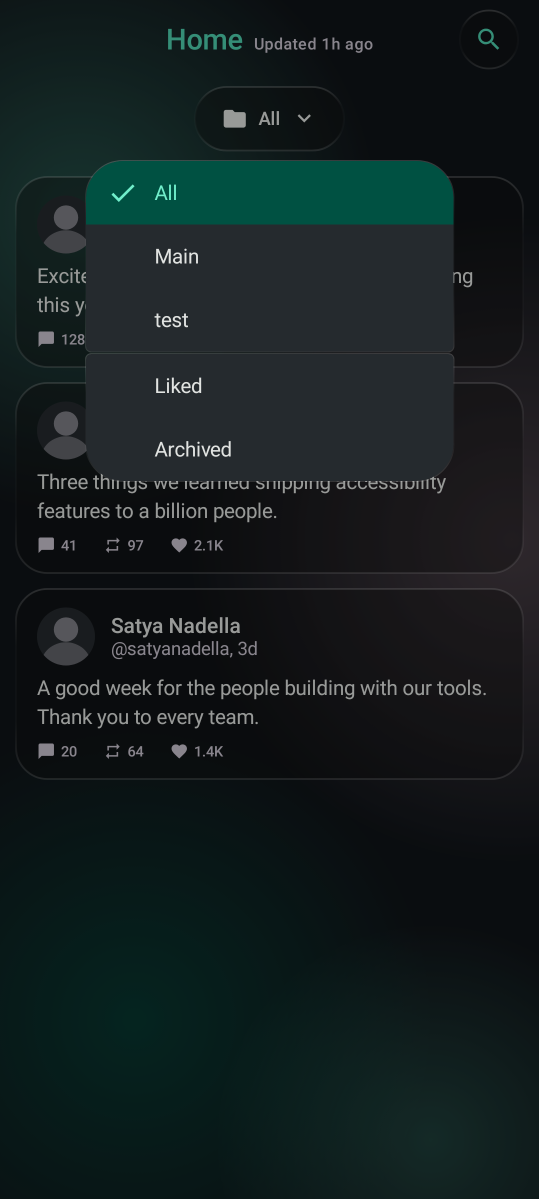 Home Updated 1h ago
All
All
Main
test
Liked
Archived
this
128
Three things we learned shipping accessibility
features to a billion people.
41 97 2.1K
Satya Nadella
@satyanadella, 3d
A good week for the people building with our tools.
Thank you to every team.
20 64 1.4K